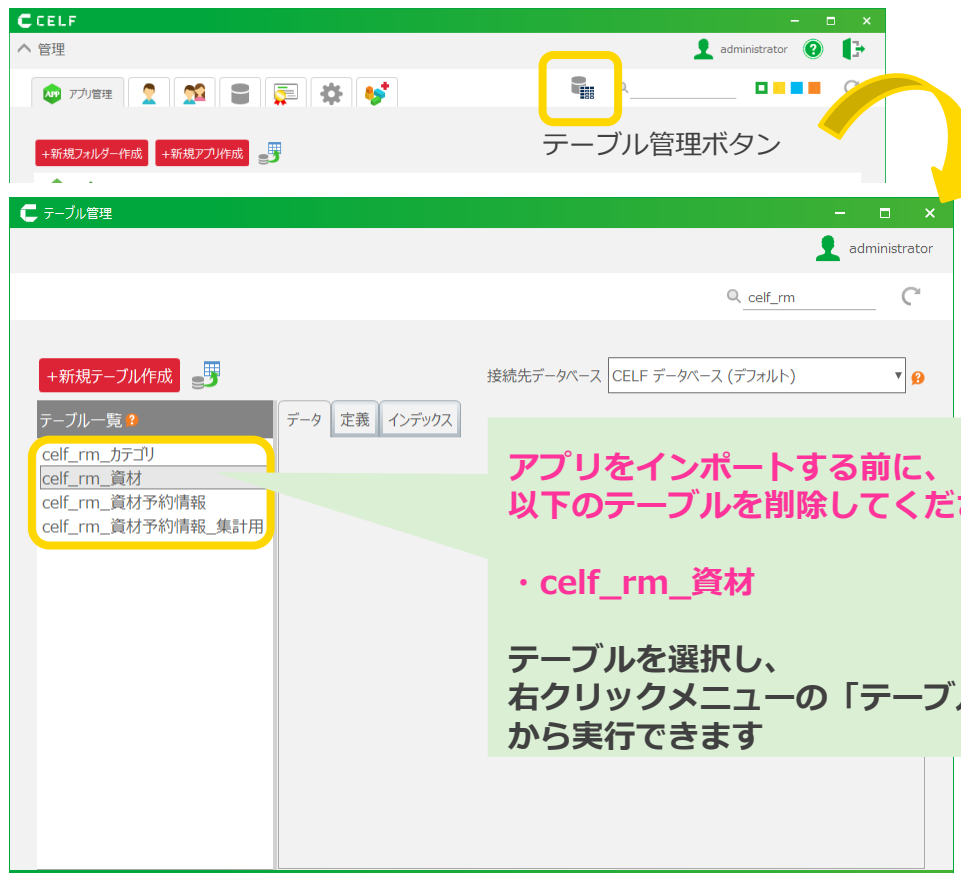 CELF
管理
administrator
アプリ管理
テーブル管理ボタン
+新規フォルダー作成 +新規アプリ作成
テーブル管理
administrator
celf_rm
+新規テーブル作成
接続先データベース CELF データベース (デフォルト)
テーブル一覧
データ 定義 インデックス
celf_rm_カテゴリ
celf_rm_資材
celf_rm_資材予約情報
celf_rm_資材予約情報_集計用
アプリをインポートする前に、
以下のテーブルを削除してくだ
・celf_rm_資材
テーブルを選択し、
右クリックメニューの「テーブ
から実行できます